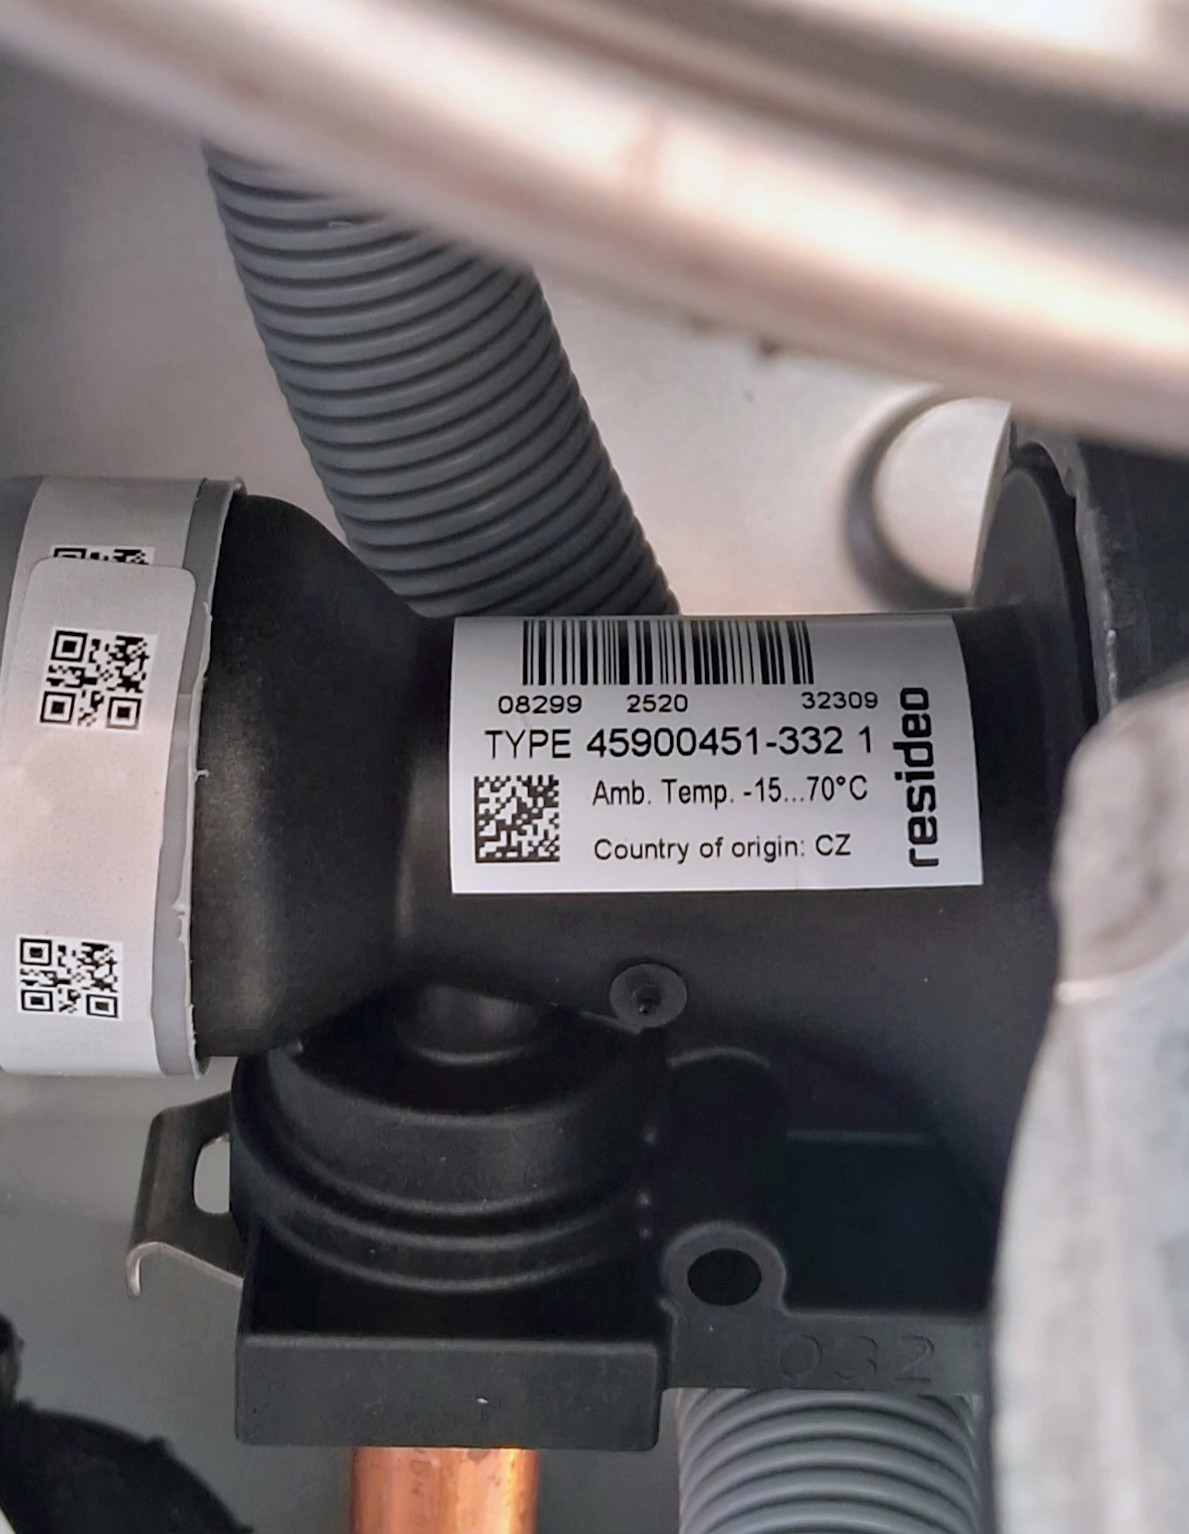 08299 2520 32309
TYPE 45900451-332 1
Amb. Temp. -15...70°C
Country of origin: CZ
resideo